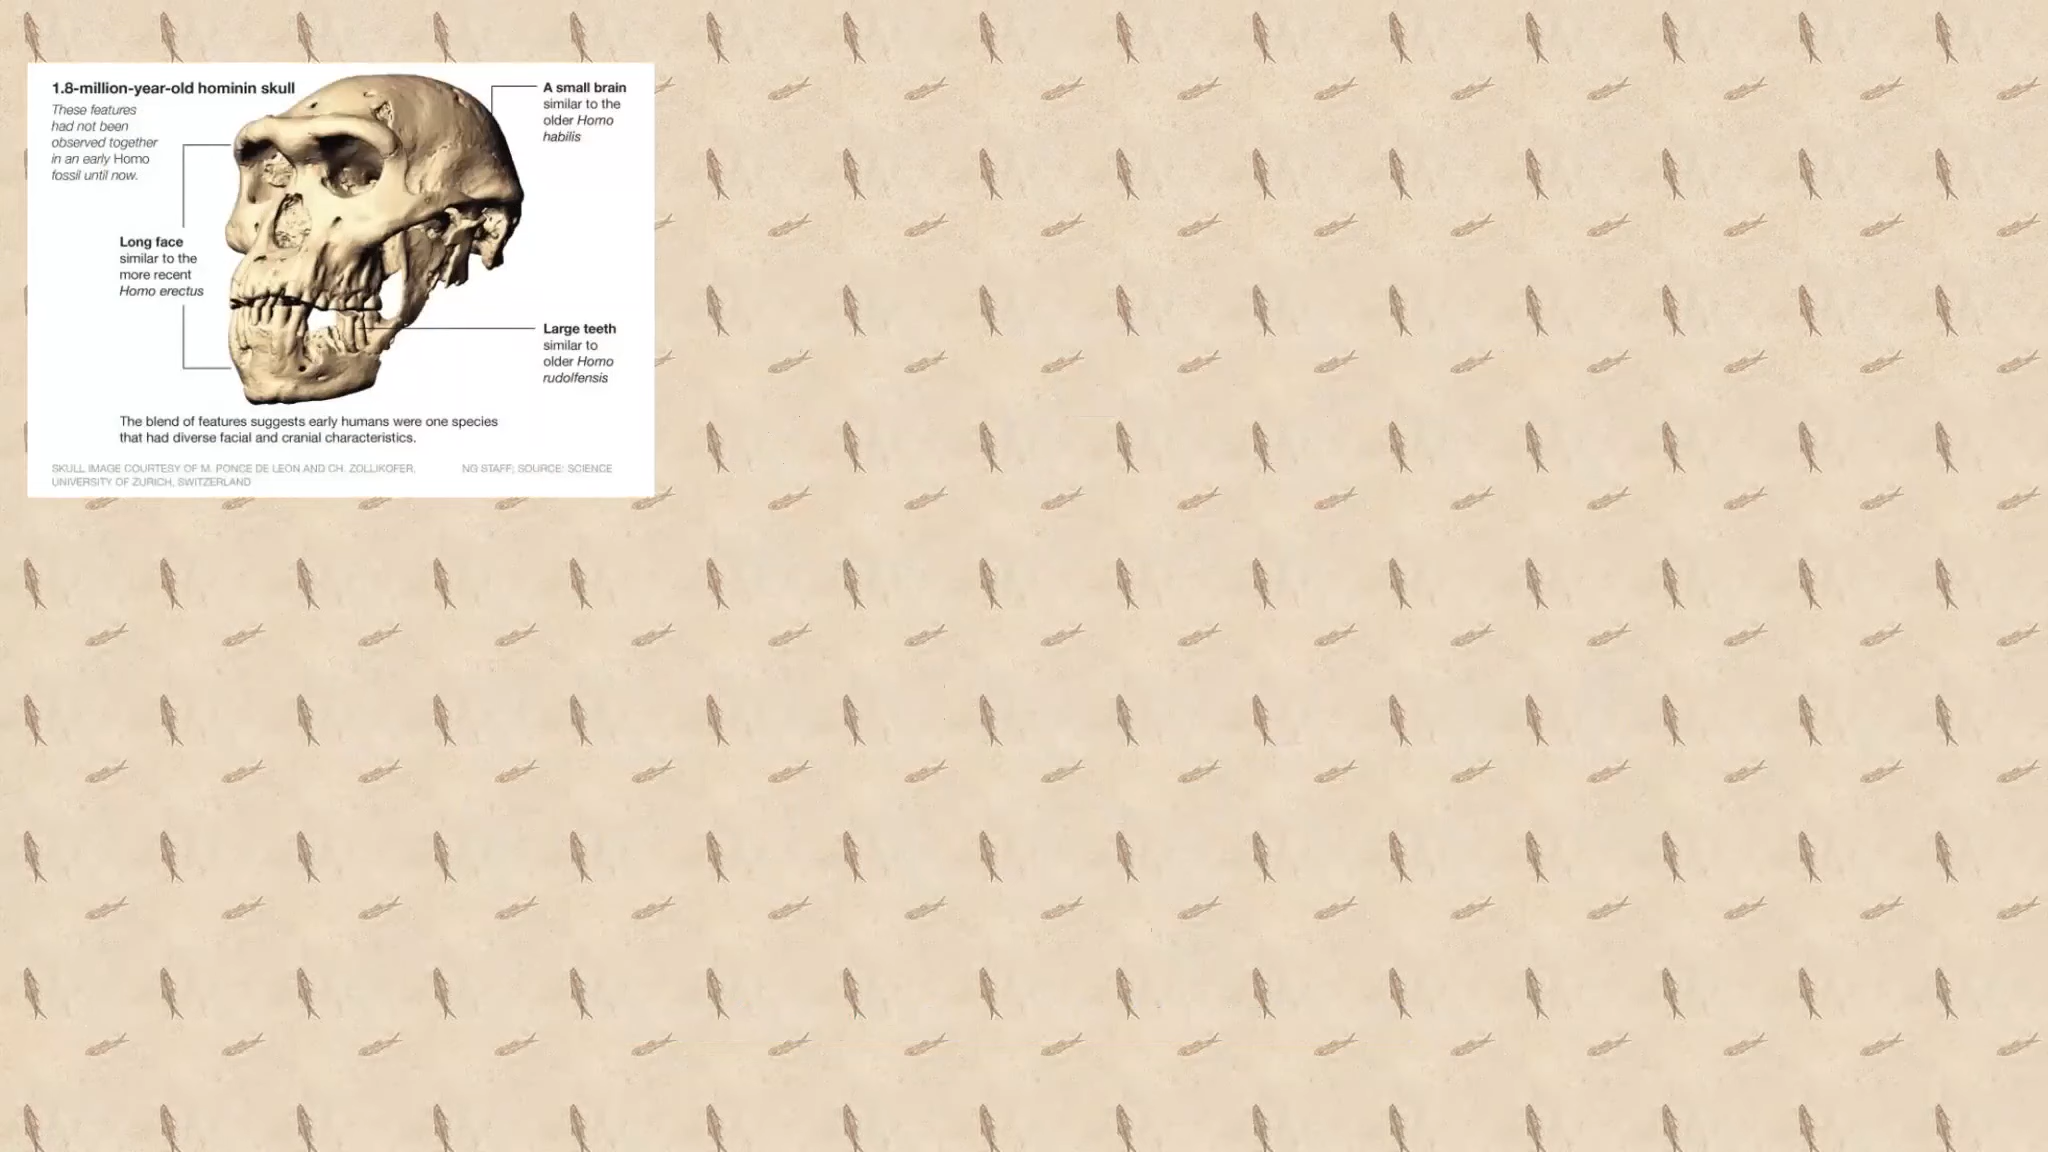 1.8-million-year-old hominin skull
These features
had not been
observed together
in an early Homo
fossil until now.
A small brain
similar to the
older Homo
habilis
Long face
similar to the
more recent
Homo erectus
Large teeth
similar to
older Homo
rudolfensis
The blend of features suggests early humans were one species
that had diverse facial and cranial characteristics.
SKULL IMAGE COURTESY OF M. PONCE DE LEON AND CH. ZOLLIKOFER,
UNIVERSITY OF ZURICH, SWITZERLAND
NG STAFF; SOURCE: SCIENCE